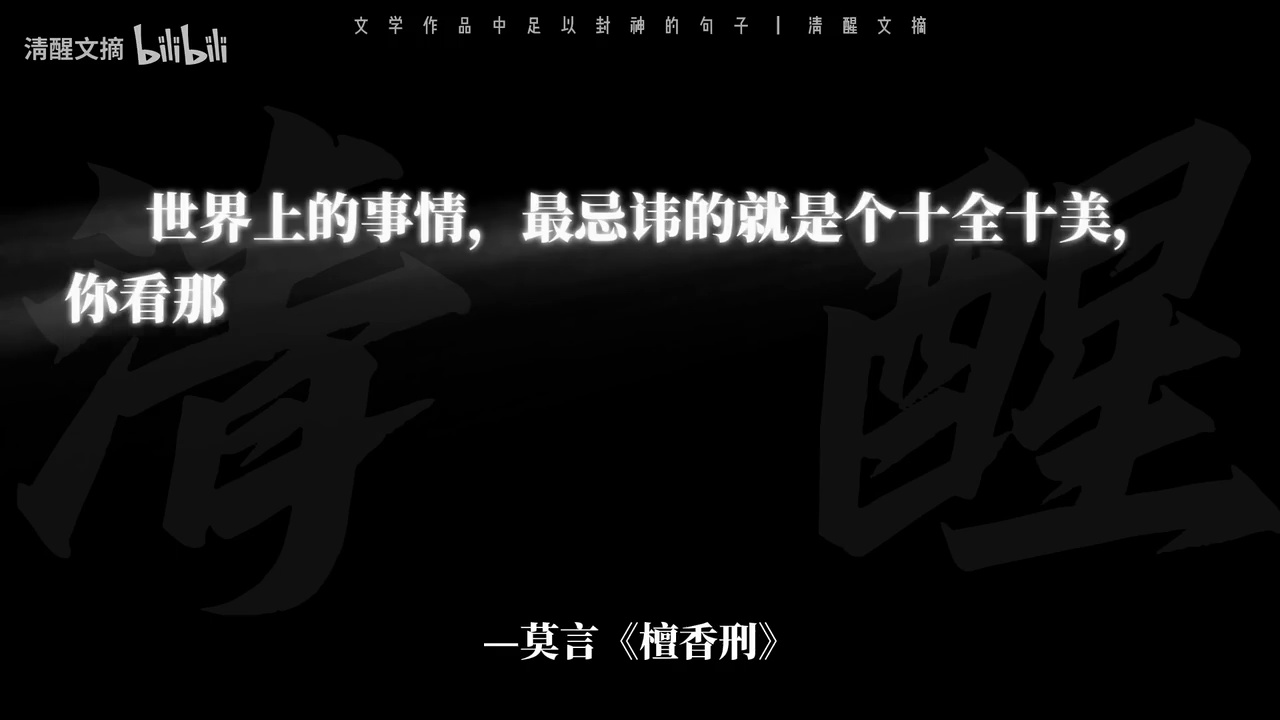 文学作品中足以封神的句子 | 清醒文摘
清醒文摘 bilibili
清醒
世界上的事情，最忌讳的就是个十全十美，
你看那
—莫言《檀香刑》